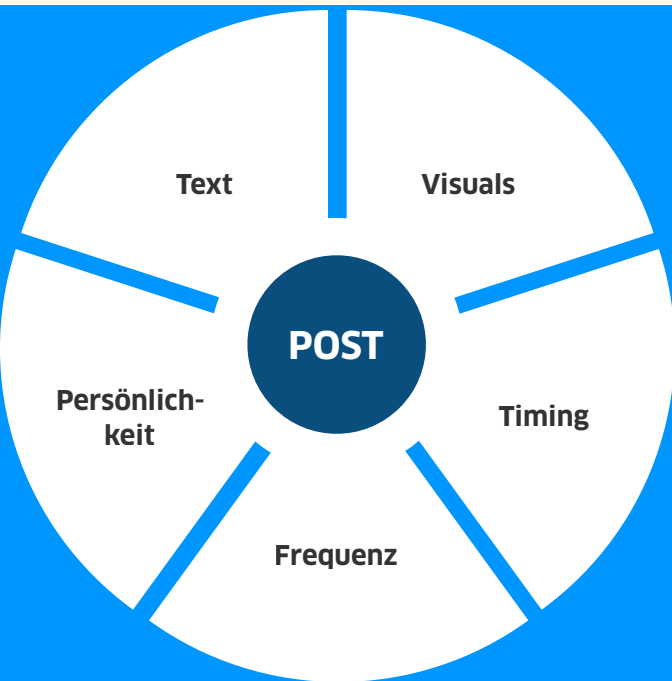 Text
Visuals
POST
Persönlich-
keit
Timing
Frequenz